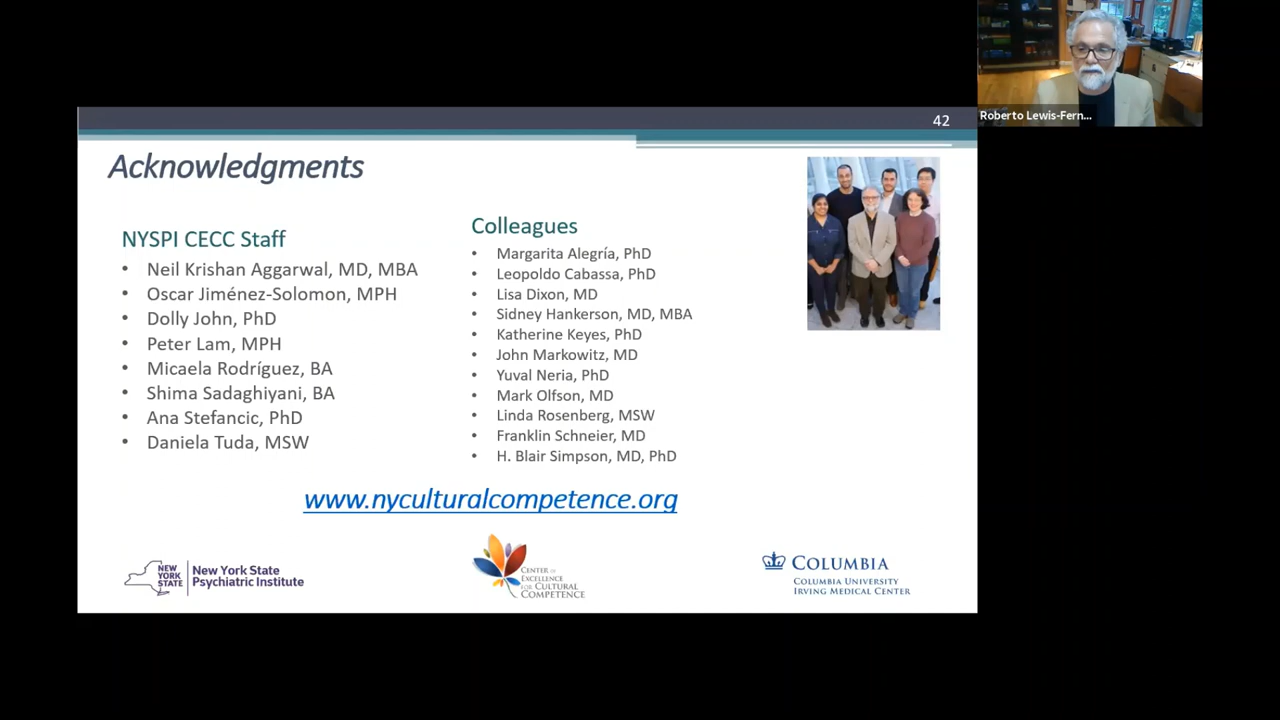 42
Roberto Lewis-Fern...
Acknowledgments
NYSPI CECC Staff
• Neil Krishan Aggarwal, MD, MBA
• Oscar Jiménez-Solomon, MPH
• Dolly John, PhD
• Peter Lam, MPH
• Micaela Rodríguez, BA
• Shima Sadaghiyani, BA
• Ana Stefancic, PhD
• Daniela Tuda, MSW
Colleagues
• Margarita Alegría, PhD
• Leopoldo Cabassa, PhD
• Lisa Dixon, MD
• Sidney Hankerson, MD, MBA
• Katherine Keyes, PhD
• John Markowitz, MD
• Yuval Neria, PhD
• Mark Olfson, MD
• Linda Rosenberg, MSW
• Franklin Schneier, MD
• H. Blair Simpson, MD, PhD
www.nyculturalcompetence.org
NEW
YORK
STATE
New York State
Psychiatric Institute
CENTER OF
EXCELLENCE
FOR CULTURAL
COMPETENCE
COLUMBIA
COLUMBIA UNIVERSITY
IRVING MEDICAL CENTER